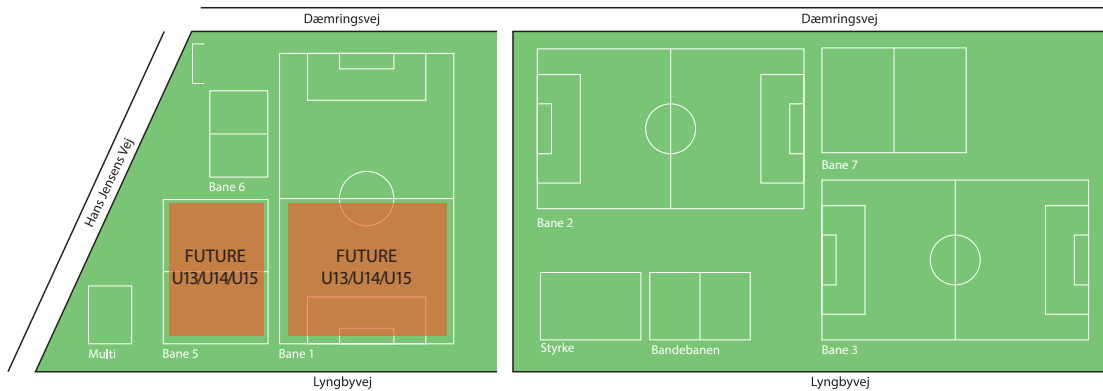 Dæmringsvej
Dæmringsvej
Hans Jensens Vej
Bane 6
Bane 7
Bane 2
FUTURE
U13/U14/U15
FUTURE
U13/U14/U15
Multi
Bane 5
Bane 1
Styrke
Bandebanen
Bane 3
Lyngbyvej
Lyngbyvej